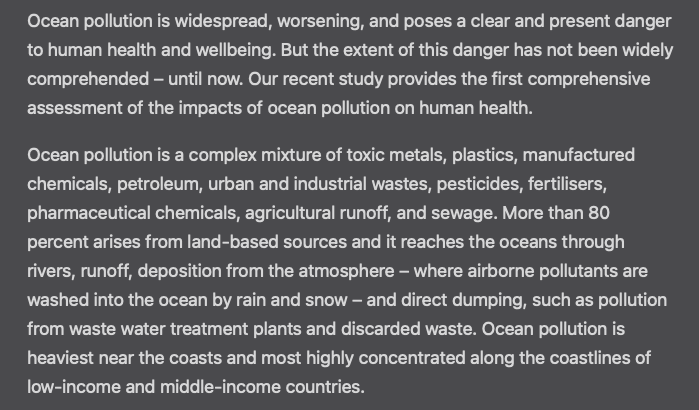 Ocean pollution is widespread, worsening, and poses a clear and present danger
to human health and wellbeing. But the extent of this danger has not been widely
comprehended – until now. Our recent study provides the first comprehensive
assessment of the impacts of ocean pollution on human health.
Ocean pollution is a complex mixture of toxic metals, plastics, manufactured
chemicals, petroleum, urban and industrial wastes, pesticides, fertilisers,
pharmaceutical chemicals, agricultural runoff, and sewage. More than 80
percent arises from land-based sources and it reaches the oceans through
rivers, runoff, deposition from the atmosphere – where airborne pollutants are
washed into the ocean by rain and snow – and direct dumping, such as pollution
from waste water treatment plants and discarded waste. Ocean pollution is
heaviest near the coasts and most highly concentrated along the coastlines of
low-income and middle-income countries.